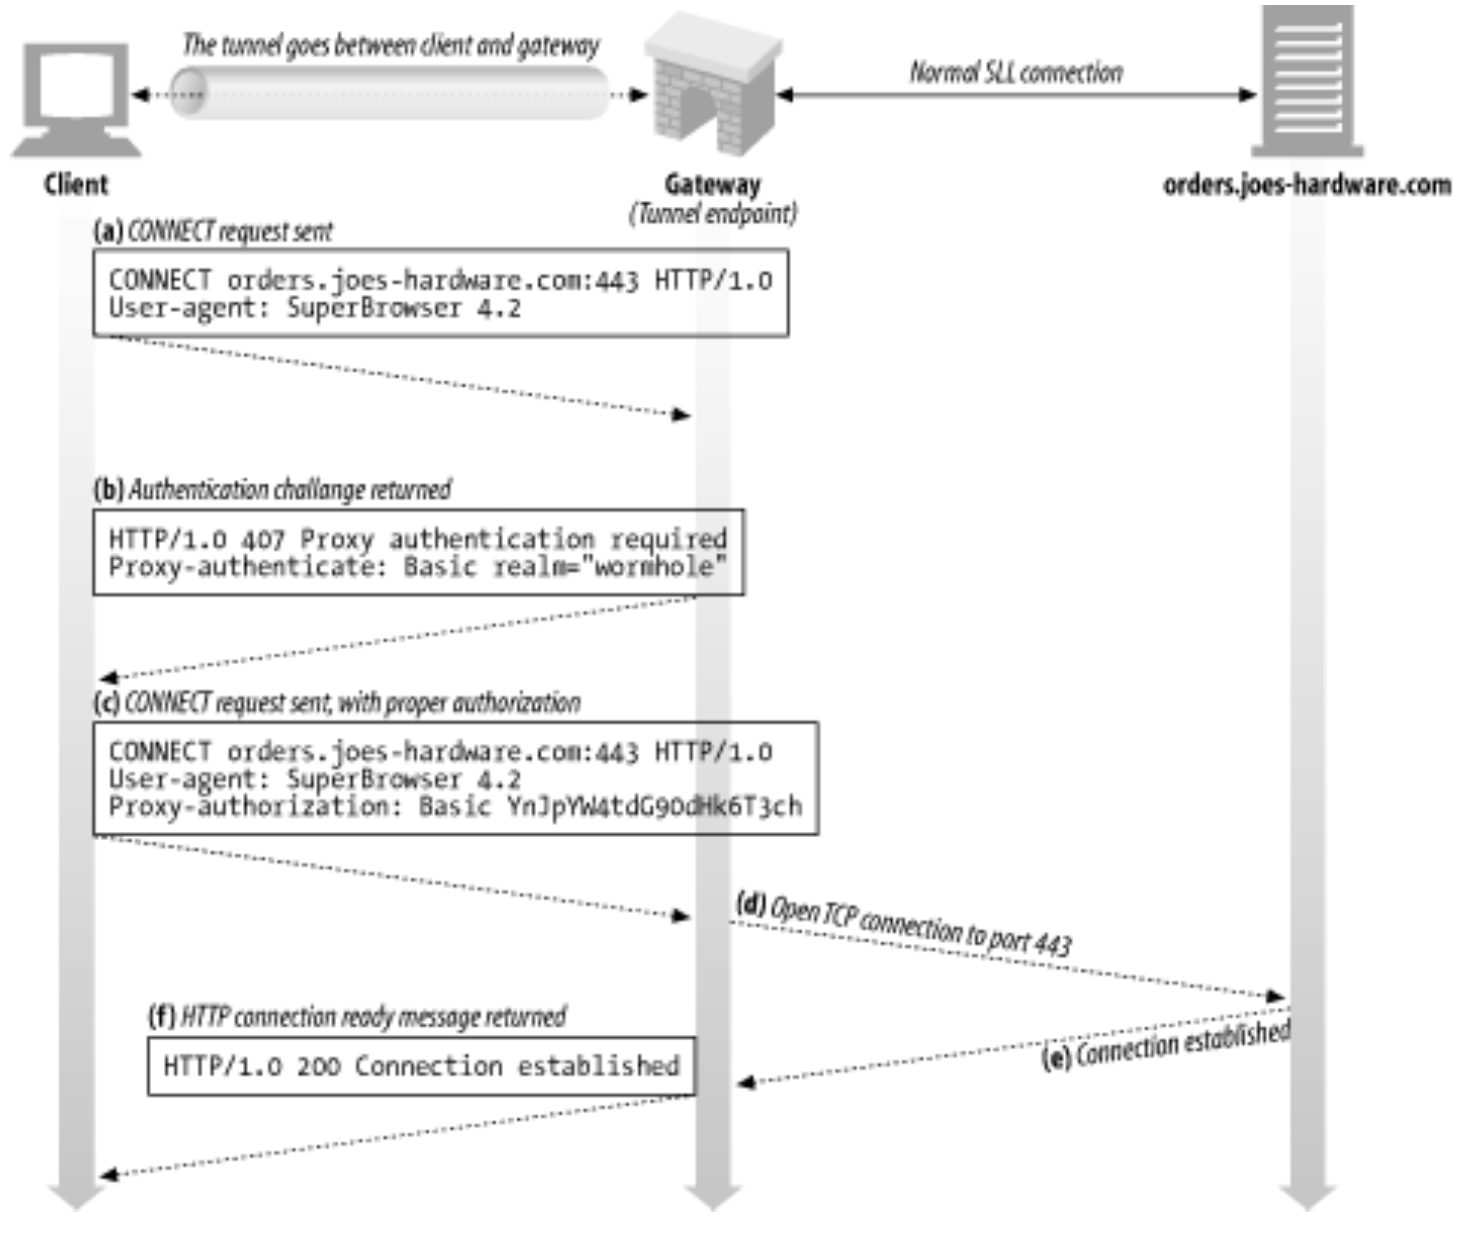 The tunnel goes between client and gateway
Normal SLL connection
Client
Gateway
(Tunnel endpoint)
orders.joes-hardware.com
(a) CONNECT request sent
CONNECT orders.joes-hardware.com:443 HTTP/1.0
User-agent: SuperBrowser 4.2
(b) Authentication challange returned
HTTP/1.0 407 Proxy authentication required
Proxy-authenticate: Basic realm="wormhole"
(c) CONNECT request sent, with proper authorization
CONNECT orders.joes-hardware.com:443 HTTP/1.0
User-agent: SuperBrowser 4.2
Proxy-authorization: Basic YnJpYW4tdG90dHk6T3ch
(d) Open TCP connection to port 443
(e) Connection established
(f) HTTP connection ready message returned
HTTP/1.0 200 Connection established